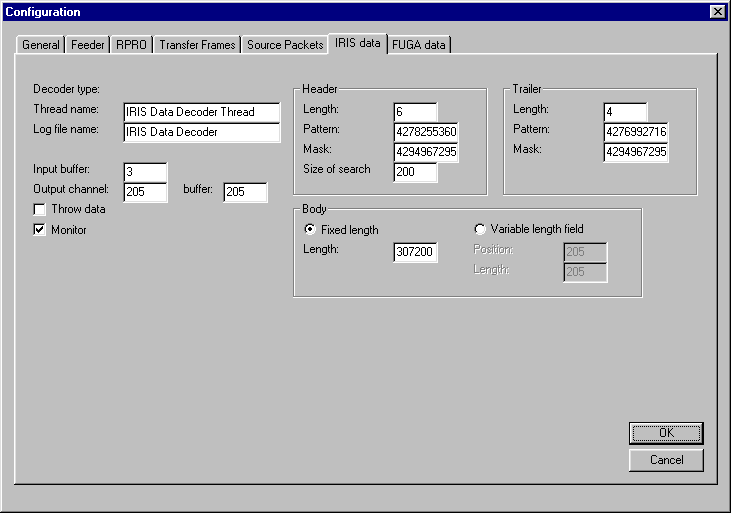 Configuration
General Feeder RPRO Transfer Frames Source Packets IRIS data FUGA data
Decoder type:
Thread name: IRIS Data Decoder Thread
Log file name: IRIS Data Decoder
Input buffer: 3
Output channel: 205 buffer: 205
Throw data
Monitor
Header
Length: 6
Pattern: 4278255360
Mask: 4294967295
Size of search 200
Trailer
Length: 4
Pattern: 4276992716
Mask: 4294967295
Body
Fixed length
Length: 307200
Variable length field
Position: 205
Length: 205
OK
Cancel